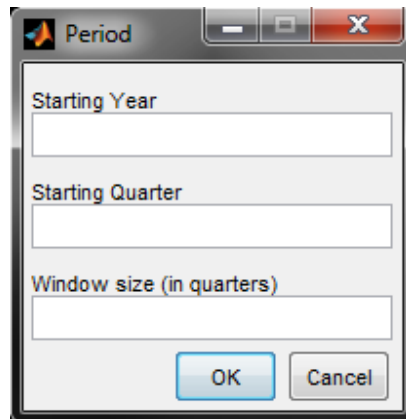 Period
Starting Year
Starting Quarter
Window size (in quarters)
OK Cancel